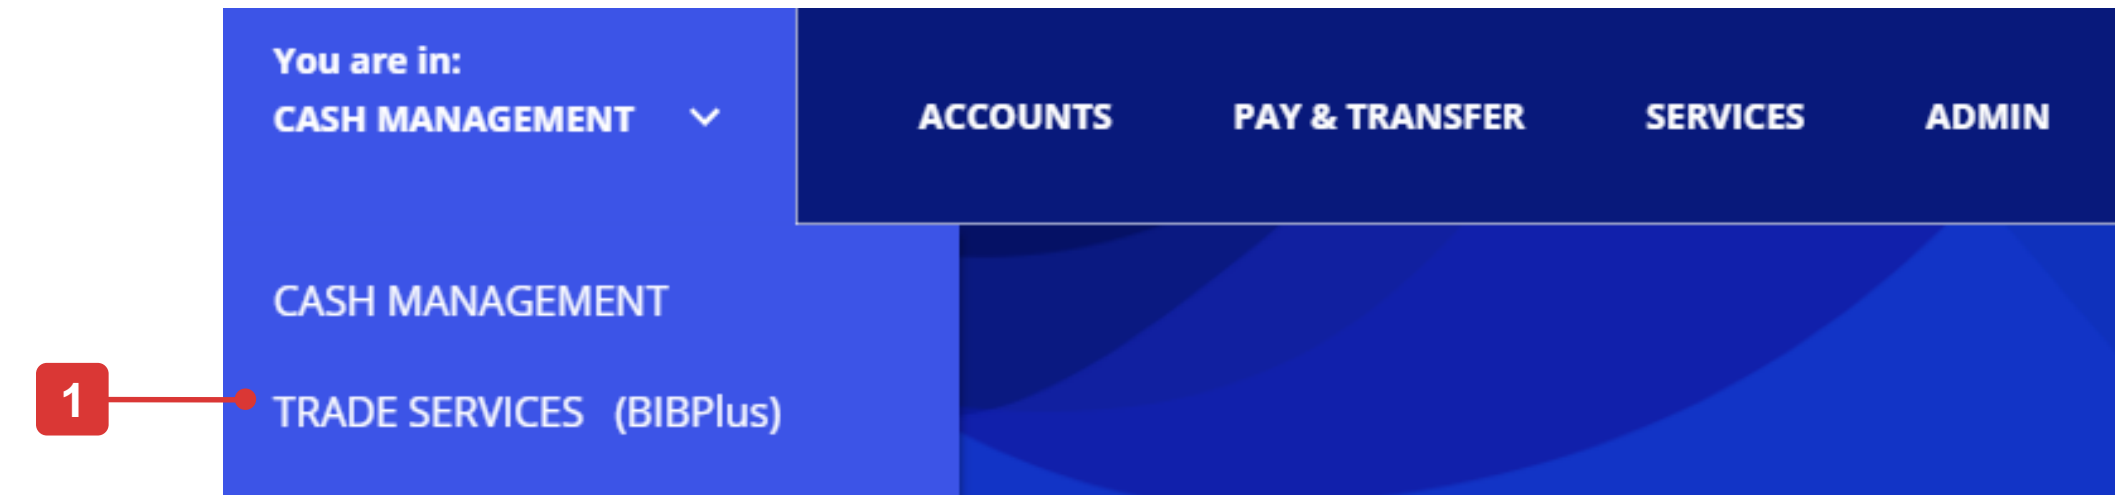 You are in:
CASH MANAGEMENT
ACCOUNTS
PAY & TRANSFER
SERVICES
ADMIN
CASH MANAGEMENT
1
TRADE SERVICES (BIBPlus)